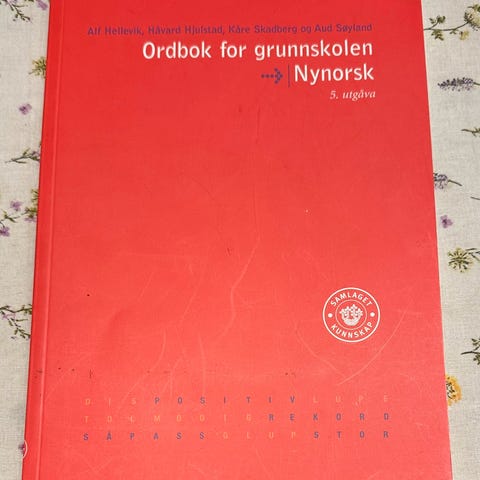 Alf Hellevik, Håvard Hjulstad, Kåre Skadberg og Aud Søyland
Ordbok for grunnskolen
Nynorsk
5. utgåva
SAMLAGET
KUNNSKAP
DISPOSITIVLUPE
TOLMODIGREKORD
SÅPASSGLUPSTOR